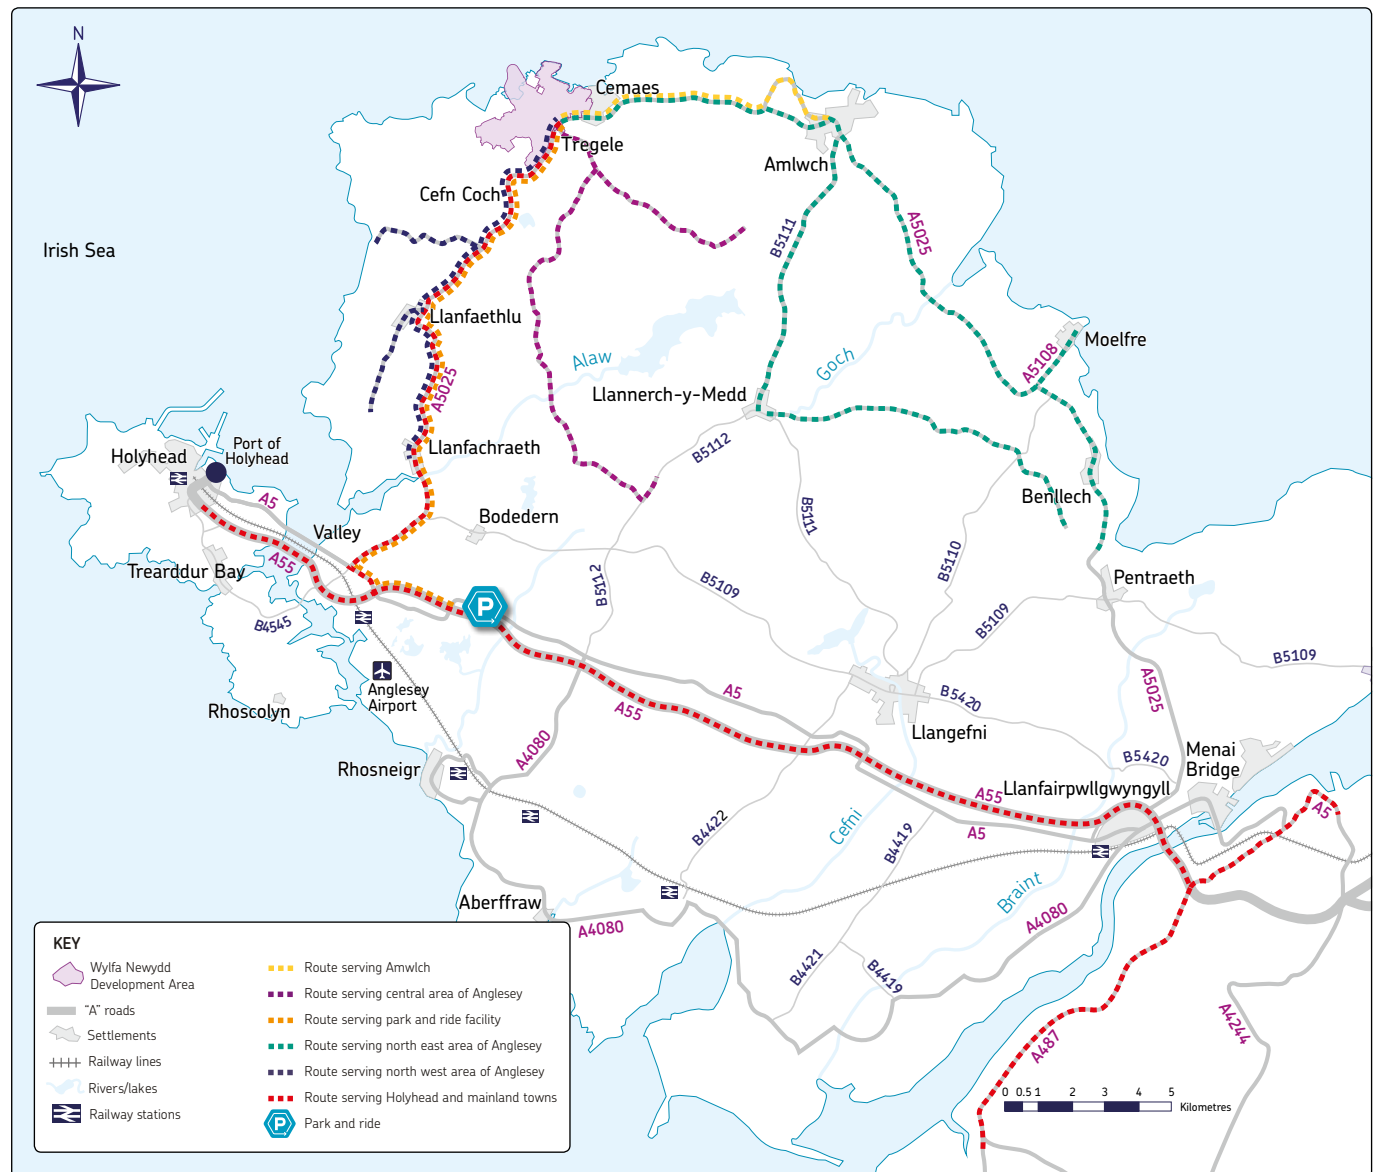 N
Cemaes
Tregele
Amlwch
Cefn Coch
Irish Sea
B5111
A5025
Llanfaethlu
Moelfre
A5108
Alaw
Goch
A5025
Llannerch-y-Medd
B5112
Port of
Holyhead
Holyhead
Llanfachraeth
A5
Benllech
B5111
Bodedern
Valley
A55
Trearddur Bay
B5110
B5112
B5109
Pentraeth
B4545
B5109
B5109
Anglesey
Airport
Rhoscolyn
A5
A55
B5420
A5025
Llangefni
A4080
Menai
Bridge
B5420
Rhosneigr
Llanfairpwllgwyngyll
A55
A5
A5
B4422
Cefni
B4419
Braint
Aberffraw
A4080
A4080
B4421
B4419
A487
A4244
P
KEY
Wylfa Newydd
Development Area
"A" roads
Settlements
Railway lines
Rivers/lakes
Railway stations
Route serving Amwlch
Route serving central area of Anglesey
Route serving park and ride facility
Route serving north east area of Anglesey
Route serving north west area of Anglesey
Route serving Holyhead and mainland towns
P
Park and ride
0 0.5 1 2 3 4 5
Kilometres